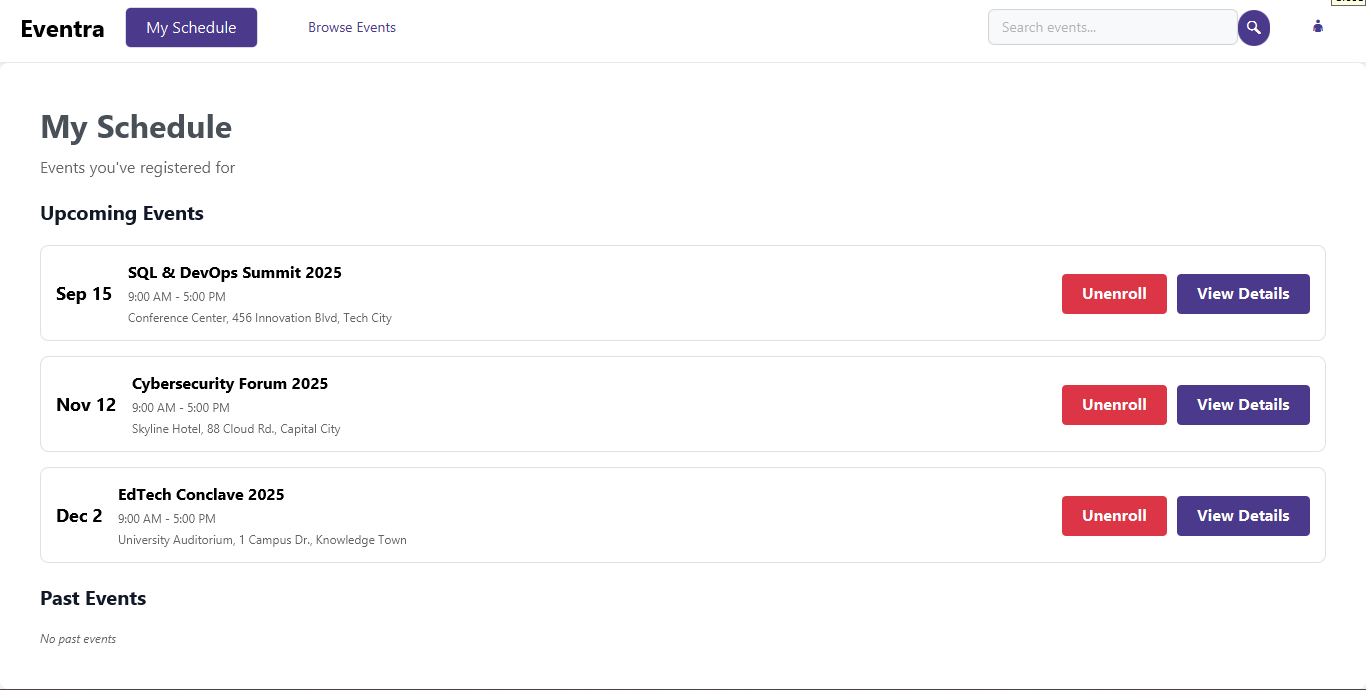 Eventra
My Schedule
Browse Events
Search events...
My Schedule
Events you've registered for
Upcoming Events
Sep 15
SQL & DevOps Summit 2025
9:00 AM - 5:00 PM
Conference Center, 456 Innovation Blvd, Tech City
Unenroll
View Details
Nov 12
Cybersecurity Forum 2025
9:00 AM - 5:00 PM
Skyline Hotel, 88 Cloud Rd., Capital City
Unenroll
View Details
Dec 2
EdTech Conclave 2025
9:00 AM - 5:00 PM
University Auditorium, 1 Campus Dr., Knowledge Town
Unenroll
View Details
Past Events
No past events